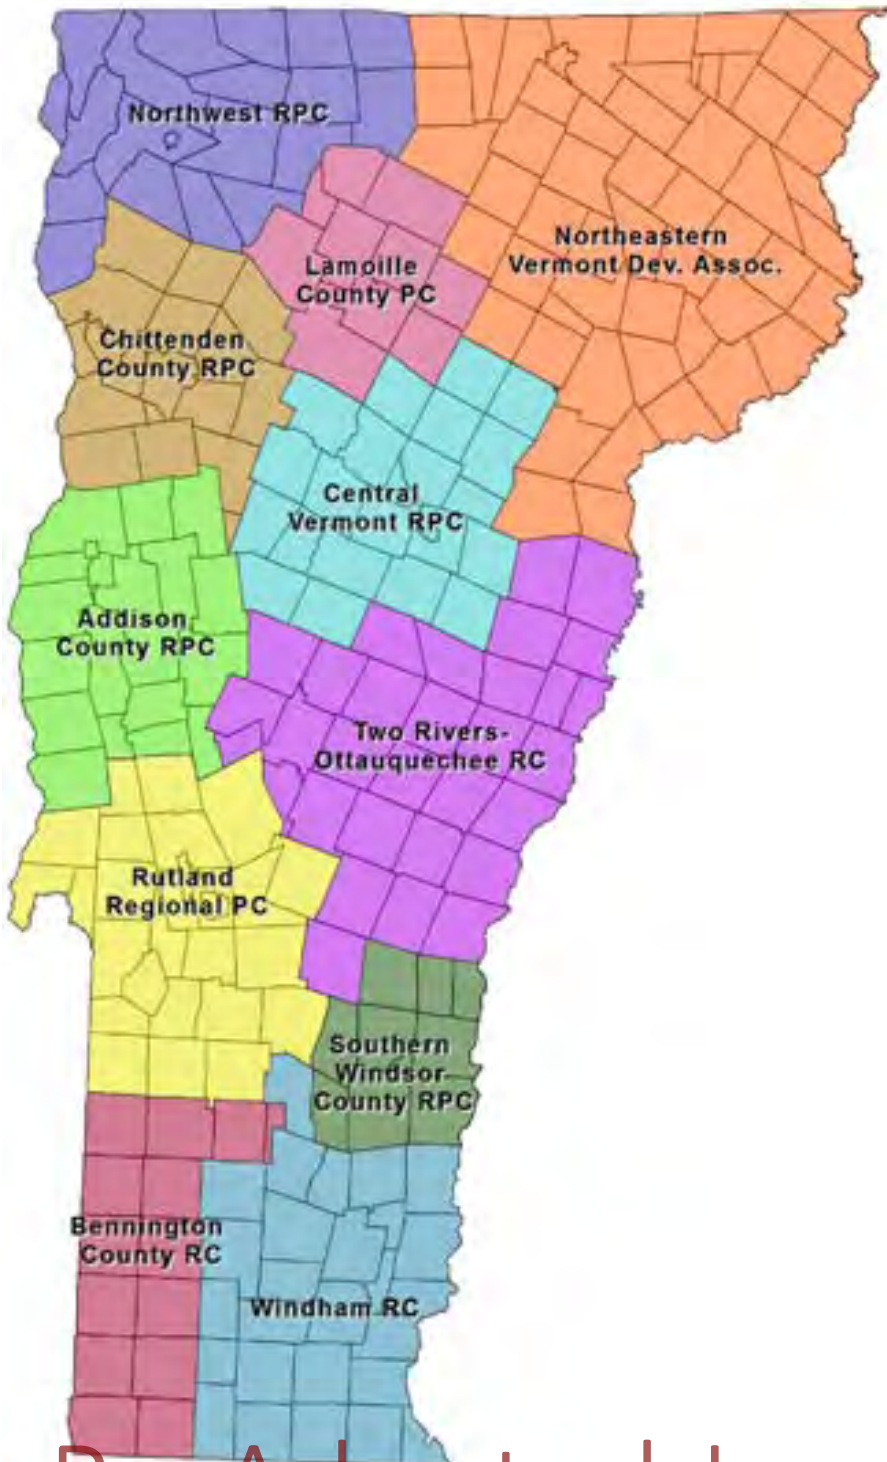 Northwest RPC
Northeastern
Vermont Dev. Assoc.
Lamoille
County PC
Chittenden
County RPC
Central
Vermont RPC
Addison
County RPC
Two Rivers-
Ottauquechee RC
Rutland
Regional PC
Southern
Windsor
County RPC
Bennington
County RC
Windham RC